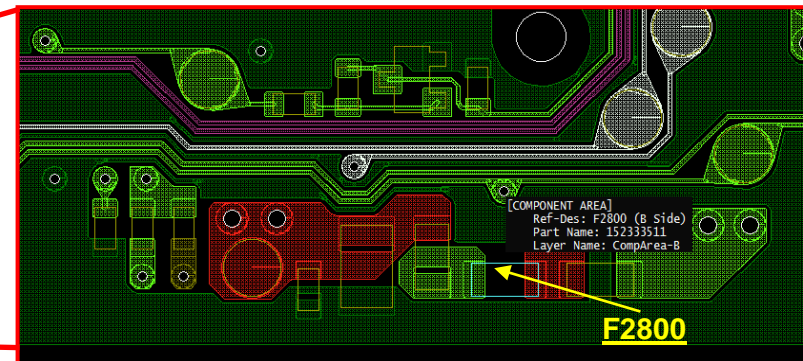 [COMPONENT AREA]
Ref-Des: F2800 (B Side)
Part Name: 152333511
Layer Name: CompArea-B
F2800